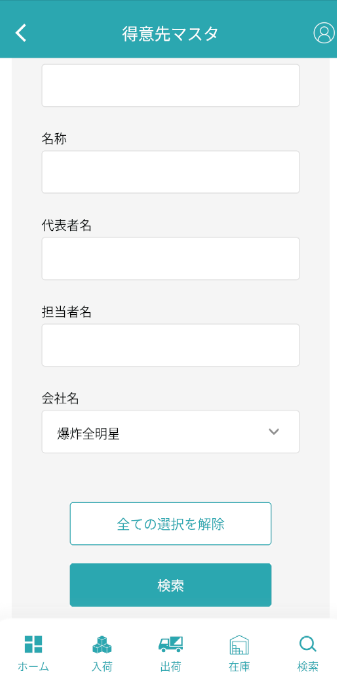 得意先マスタ
名称
代表者名
担当者名
会社名
爆炸全明星
全ての選択を解除
検索
ホーム
入荷
出荷
在庫
検索